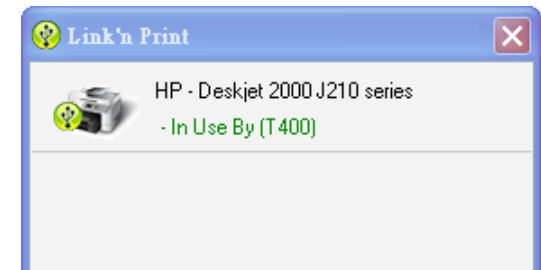 Link'n Print
HP - Deskjet 2000 J210 series
- In Use By (T400)